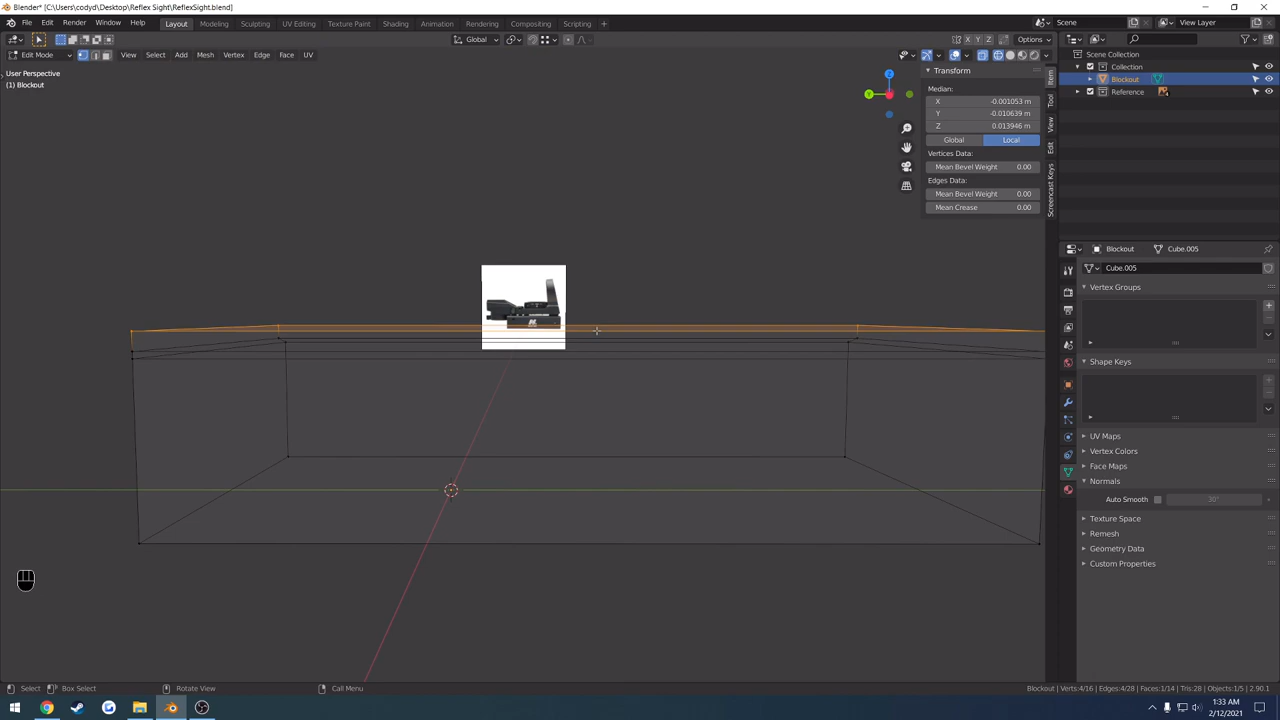 Blender* [C:\Users\codyd\Desktop\Reflex Sight\ReflexSight.blend]
File Edit Render Window Help Layout Modeling Sculpting UV Editing Texture Paint Shading Animation Rendering Compositing Scripting Scene View Layer
Global X Y Z Options
Edit Mode View Select Add Mesh Vertex Edge Face UV
User Perspective
(1) Blockout
Z
Y
Transform
Median:
X -0.001053 m
Y -0.010639 m
Z 0.013946 m
Global Local
Vertices Data:
Mean Bevel Weight 0.00
Edges Data:
Mean Bevel Weight 0.00
Mean Crease 0.00
Item
Tool
View
Edit
Screencast Keys
Scene Collection
Collection
Blockout
Reference
Blockout Cube.005
Cube.005
Vertex Groups
Shape Keys
UV Maps
Vertex Colors
Face Maps
Normals
Auto Smooth 30°
Texture Space
Remesh
Geometry Data
Custom Properties
Select Box Select Rotate View Call Menu Blockout | Verts:4/16 | Edges:4/28 | Faces:1/14 | Tris:28 | Objects:1/5 | 2.90.1
1:33 AM
2/12/2021